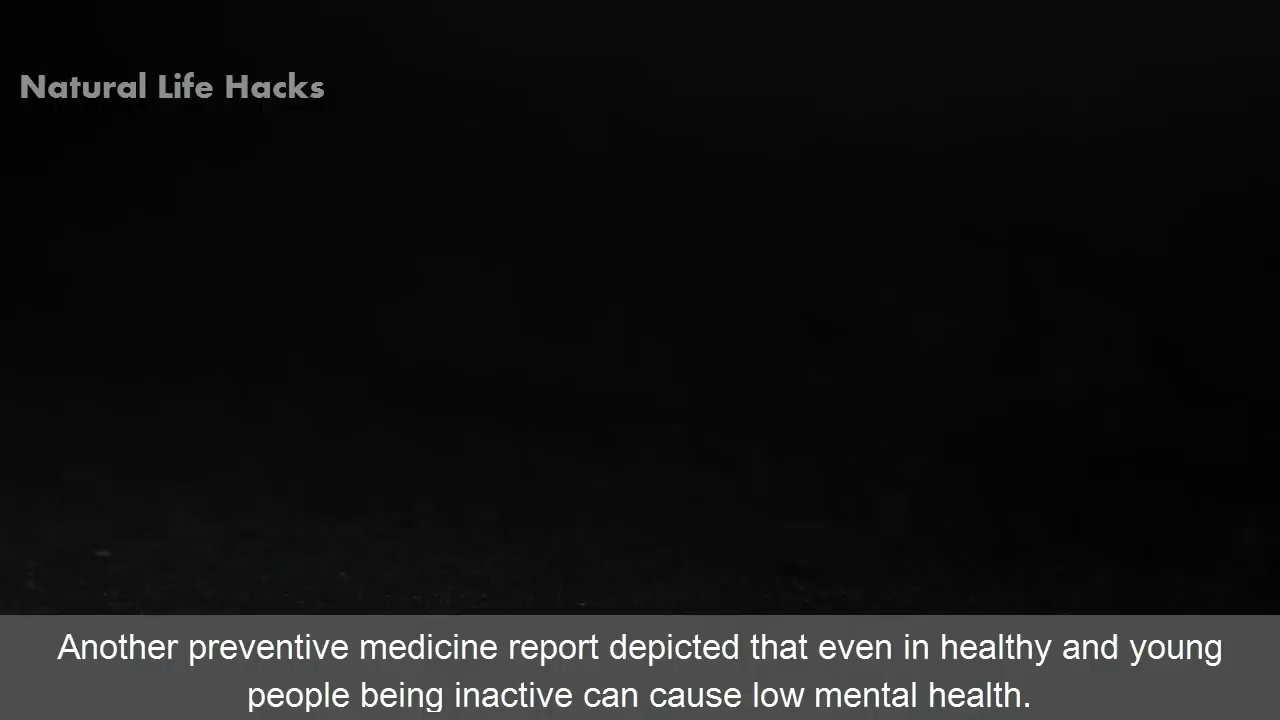 Natural Life Hacks
Another preventive medicine report depicted that even in healthy and young
people being inactive can cause low mental health.